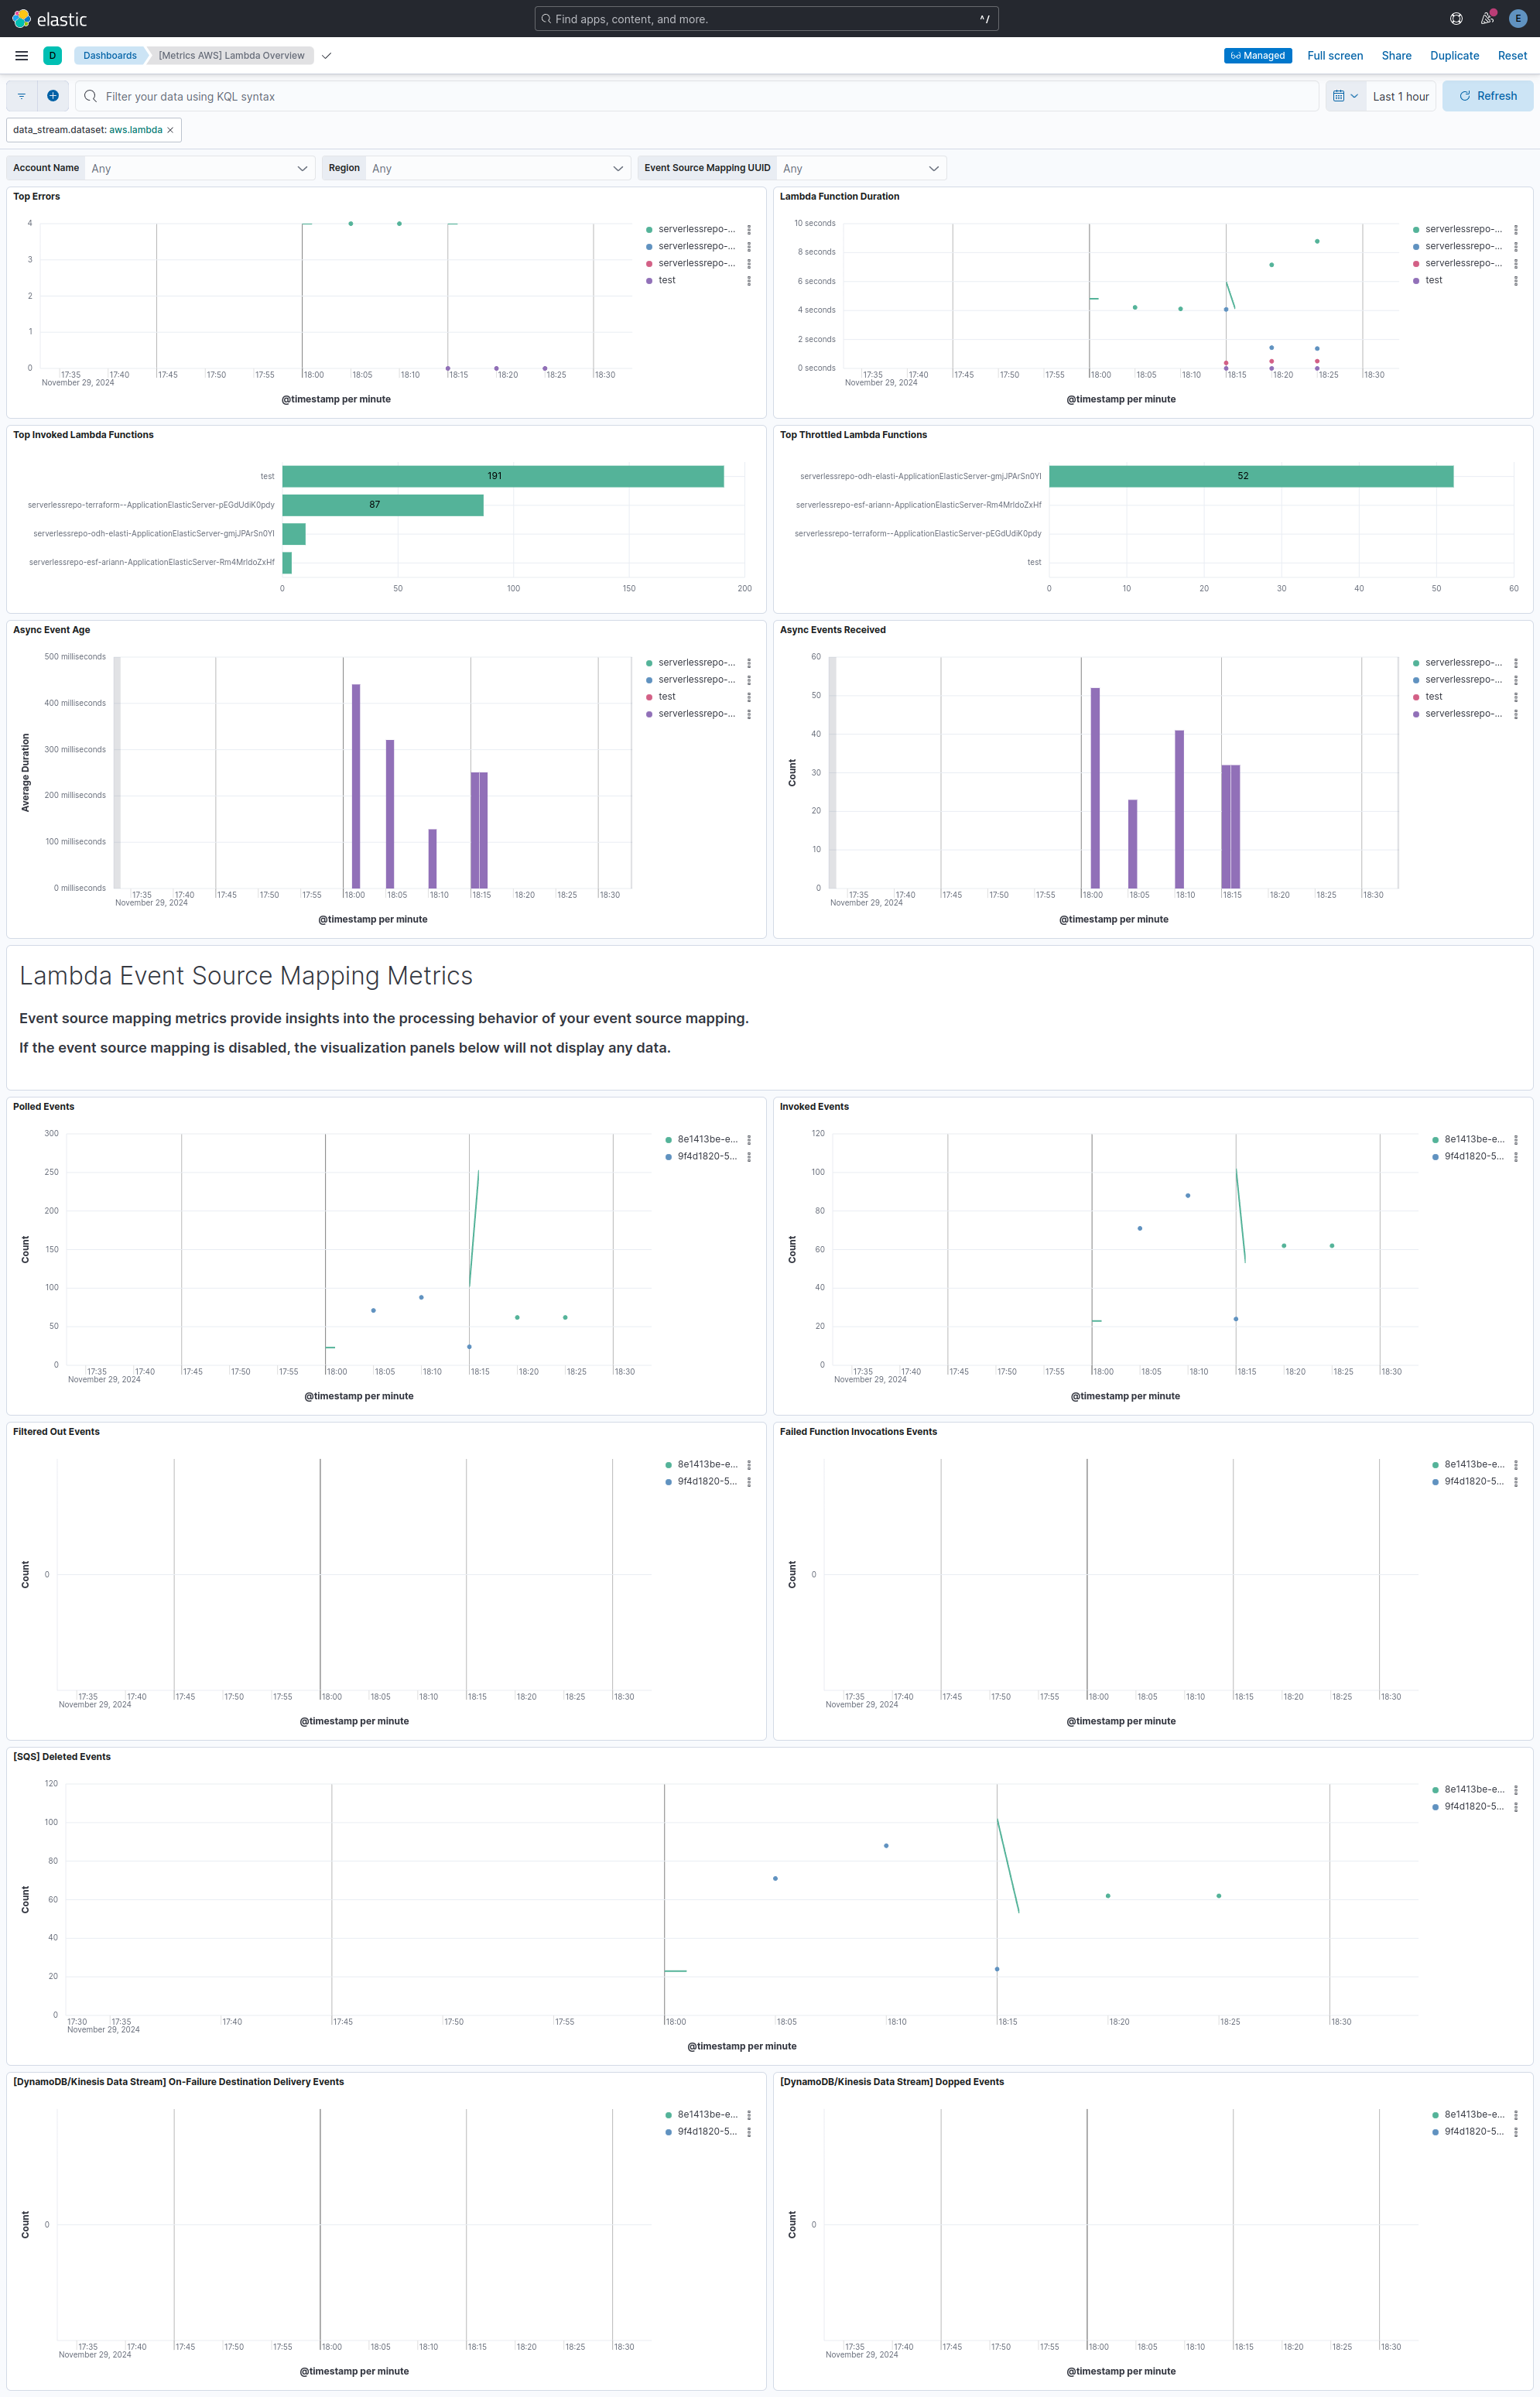 elastic
Find apps, content, and more.
^/
E
D
Dashboards
[Metrics AWS] Lambda Overview
Managed
Full screen
Share
Duplicate
Reset
Filter your data using KQL syntax
Last 1 hour
Refresh
data_stream.dataset: aws.lambda ×
Account Name Any
Region Any
Event Source Mapping UUID Any
Top Errors
4
3
2
1
0
17:35 17:40 17:45 17:50 17:55 18:00 18:05 18:10 18:15 18:20 18:25 18:30
November 29, 2024
@timestamp per minute
serverlessrepo-...
serverlessrepo-...
serverlessrepo-...
test
Lambda Function Duration
10 seconds
8 seconds
6 seconds
4 seconds
2 seconds
0 seconds
17:35 17:40 17:45 17:50 17:55 18:00 18:05 18:10 18:15 18:20 18:25 18:30
November 29, 2024
@timestamp per minute
serverlessrepo-...
serverlessrepo-...
serverlessrepo-...
test
Top Invoked Lambda Functions
test 191
serverlessrepo-terraform--ApplicationElasticServer-pEGdUdiK0pdy 87
serverlessrepo-odh-elasti-ApplicationElasticServer-gmjJPArSn0YI
serverlessrepo-esf-ariann-ApplicationElasticServer-Rm4MrIdoZxHf
0 50 100 150 200
Top Throttled Lambda Functions
serverlessrepo-odh-elasti-ApplicationElasticServer-gmjJPArSn0YI 52
serverlessrepo-esf-ariann-ApplicationElasticServer-Rm4MrIdoZxHf
serverlessrepo-terraform--ApplicationElasticServer-pEGdUdiK0pdy
test
0 10 20 30 40 50 60
Async Event Age
Average Duration
500 milliseconds
400 milliseconds
300 milliseconds
200 milliseconds
100 milliseconds
0 milliseconds
17:35 17:40 17:45 17:50 17:55 18:00 18:05 18:10 18:15 18:20 18:25 18:30
November 29, 2024
@timestamp per minute
serverlessrepo-...
serverlessrepo-...
test
serverlessrepo-...
Async Events Received
Count
60
50
40
30
20
10
0
17:35 17:40 17:45 17:50 17:55 18:00 18:05 18:10 18:15 18:20 18:25 18:30
November 29, 2024
@timestamp per minute
serverlessrepo-...
serverlessrepo-...
test
serverlessrepo-...
Lambda Event Source Mapping Metrics
Event source mapping metrics provide insights into the processing behavior of your event source mapping.
If the event source mapping is disabled, the visualization panels below will not display any data.
Polled Events
Count
300
250
200
150
100
50
0
17:35 17:40 17:45 17:50 17:55 18:00 18:05 18:10 18:15 18:20 18:25 18:30
November 29, 2024
@timestamp per minute
8e1413be-e...
9f4d1820-5...
Invoked Events
Count
120
100
80
60
40
20
0
17:35 17:40 17:45 17:50 17:55 18:00 18:05 18:10 18:15 18:20 18:25 18:30
November 29, 2024
@timestamp per minute
8e1413be-e...
9f4d1820-5...
Filtered Out Events
Count
0
17:35 17:40 17:45 17:50 17:55 18:00 18:05 18:10 18:15 18:20 18:25 18:30
November 29, 2024
@timestamp per minute
8e1413be-e...
9f4d1820-5...
Failed Function Invocations Events
Count
0
17:35 17:40 17:45 17:50 17:55 18:00 18:05 18:10 18:15 18:20 18:25 18:30
November 29, 2024
@timestamp per minute
8e1413be-e...
9f4d1820-5...
[SQS] Deleted Events
Count
120
100
80
60
40
20
0
17:30 17:35 17:40 17:45 17:50 17:55 18:00 18:05 18:10 18:15 18:20 18:25 18:30
November 29, 2024
@timestamp per minute
8e1413be-e...
9f4d1820-5...
[DynamoDB/Kinesis Data Stream] On-Failure Destination Delivery Events
Count
0
17:35 17:40 17:45 17:50 17:55 18:00 18:05 18:10 18:15 18:20 18:25 18:30
November 29, 2024
@timestamp per minute
8e1413be-e...
9f4d1820-5...
[DynamoDB/Kinesis Data Stream] Dopped Events
Count
0
17:35 17:40 17:45 17:50 17:55 18:00 18:05 18:10 18:15 18:20 18:25 18:30
November 29, 2024
@timestamp per minute
8e1413be-e...
9f4d1820-5...